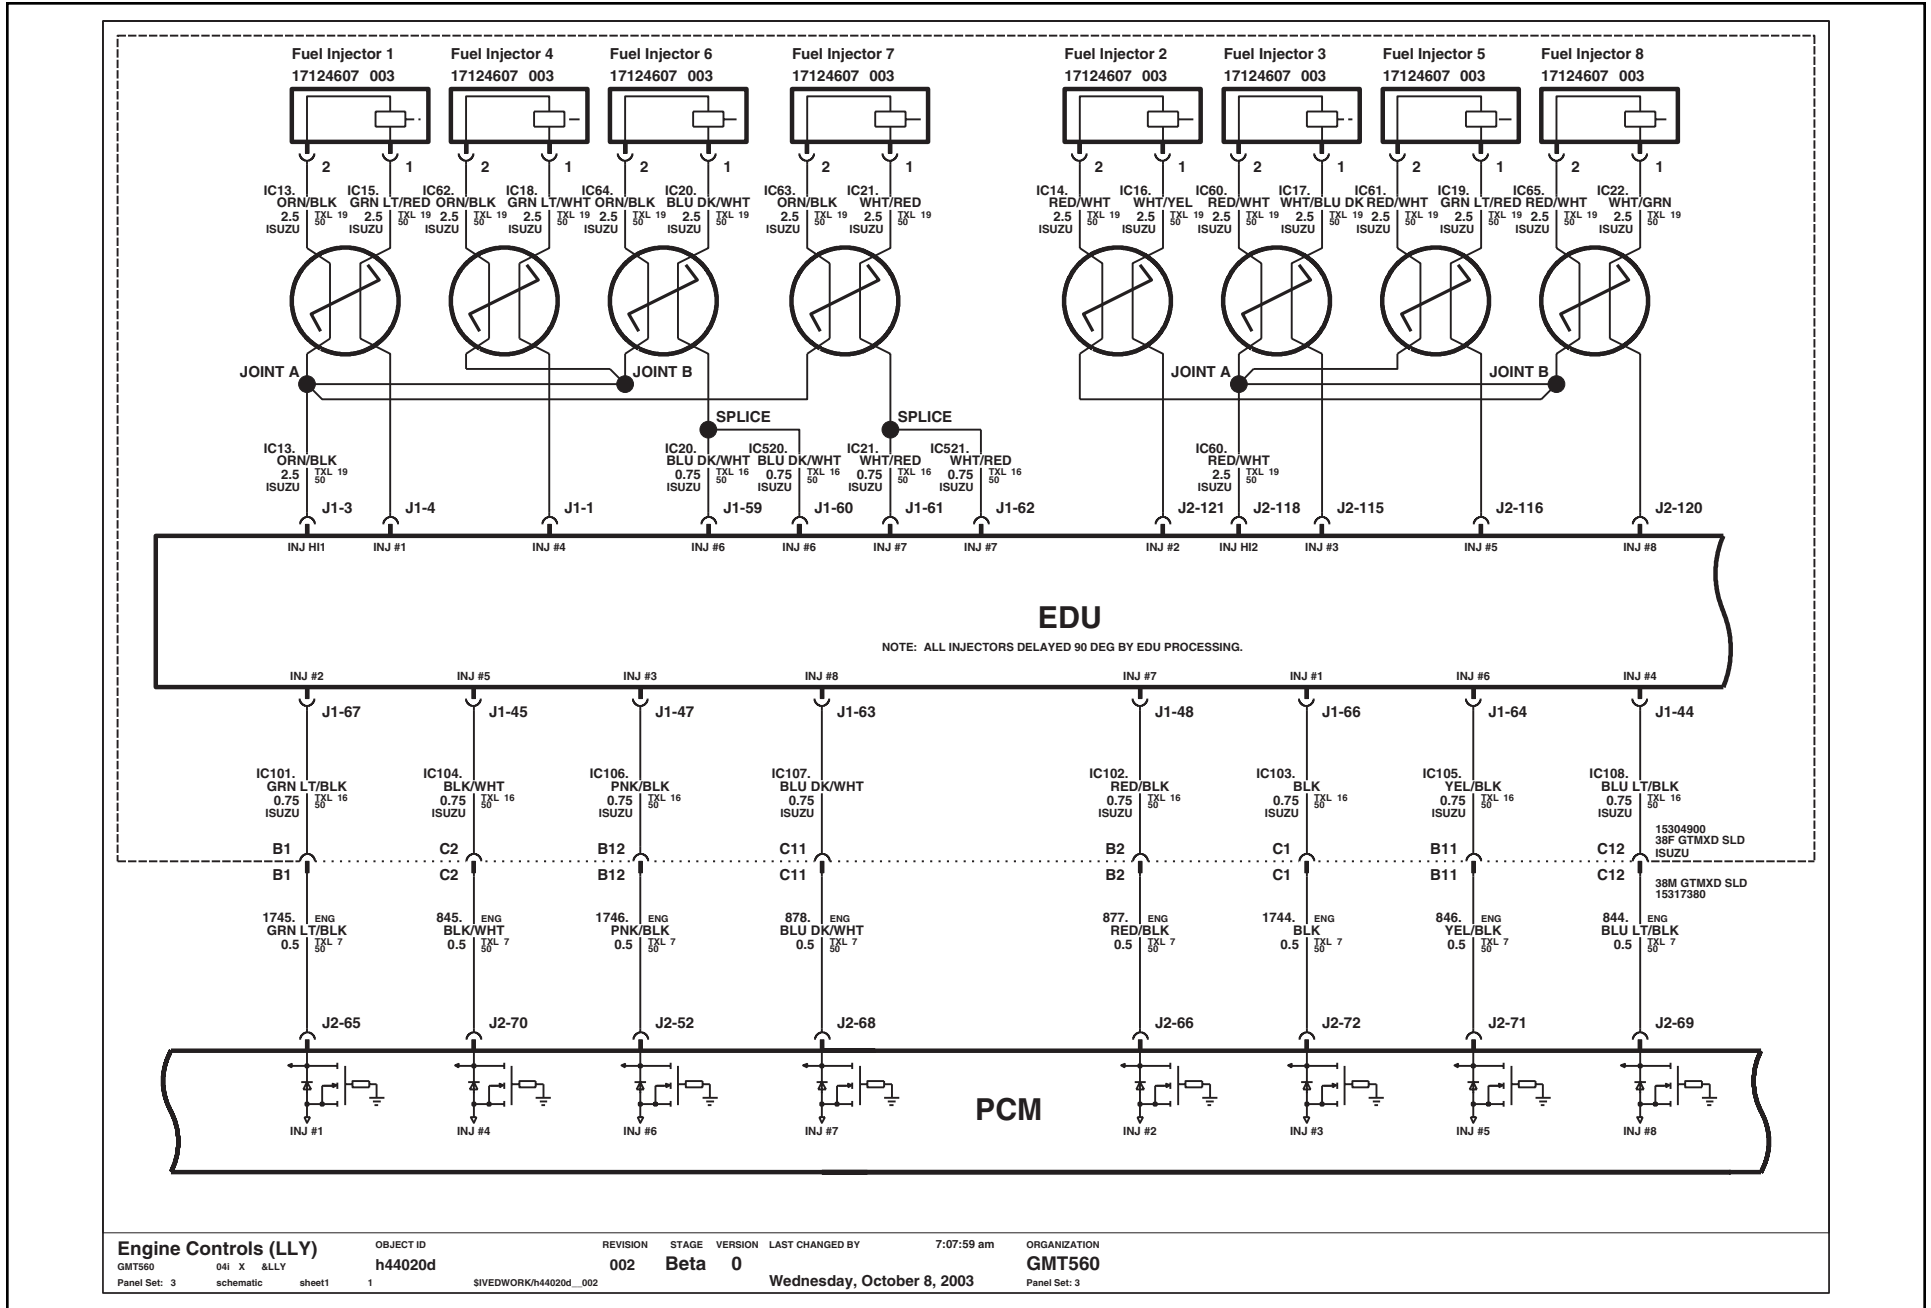 Fuel Injector 1 Fuel Injector 4 Fuel Injector 6 Fuel Injector 7 Fuel Injector 2 Fuel Injector 3 Fuel Injector 5 Fuel Injector 8
17124607 003 17124607 003 17124607 003 17124607 003 17124607 003 17124607 003 17124607 003 17124607 003
2 1 2 1 2 1 2 1 2 1 2 1 2 1 2 1
IC13. IC15. IC62. IC18. IC64. IC20. IC63. IC21. IC14. IC16. IC60. IC17. IC61. IC19. IC65. IC22.
ORN/BLK GRN LT/RED ORN/BLK GRN LT/WHT ORN/BLK BLU DK/WHT ORN/BLK WHT/RED RED/WHT WHT/YEL RED/WHT WHT/BLU DK RED/WHT GRN LT/RED RED/WHT WHT/GRN
2.5 TXL 19 2.5 TXL 19 2.5 TXL 19 2.5 TXL 19 2.5 TXL 19 2.5 TXL 19 2.5 TXL 19 2.5 TXL 19 2.5 TXL 19 2.5 TXL 19 2.5 TXL 19 2.5 TXL 19 2.5 TXL 19 2.5 TXL 19 2.5 TXL 19 2.5 TXL 19
50 50 50 50 50 50 50 50 50 50 50 50 50 50 50 50
ISUZU ISUZU ISUZU ISUZU ISUZU ISUZU ISUZU ISUZU ISUZU ISUZU ISUZU ISUZU ISUZU ISUZU ISUZU ISUZU
JOINT A JOINT B JOINT A JOINT B
SPLICE SPLICE
IC13. IC20. IC520. IC21. IC521. IC60.
ORN/BLK BLU DK/WHT BLU DK/WHT WHT/RED WHT/RED RED/WHT
2.5 TXL 19 0.75 TXL 16 0.75 TXL 16 0.75 TXL 16 0.75 TXL 16 2.5 TXL 19
50 50 50 50 50 50
ISUZU ISUZU ISUZU ISUZU ISUZU ISUZU
J1-3 J1-4 J1-1 J1-59 J1-60 J1-61 J1-62 J2-121 J2-118 J2-115 J2-116 J2-120
INJ HI1 INJ #1 INJ #4 INJ #6 INJ #6 INJ #7 INJ #7 INJ #2 INJ HI2 INJ #3 INJ #5 INJ #8
EDU
NOTE: ALL INJECTORS DELAYED 90 DEG BY EDU PROCESSING.
INJ #2 INJ #5 INJ #3 INJ #8 INJ #7 INJ #1 INJ #6 INJ #4
J1-67 J1-45 J1-47 J1-63 J1-48 J1-66 J1-64 J1-44
IC101. IC104. IC106. IC107. IC102. IC103. IC105. IC108.
GRN LT/BLK BLK/WHT PNK/BLK BLU DK/WHT RED/BLK BLK YEL/BLK BLU LT/BLK
0.75 TXL 16 0.75 TXL 16 0.75 TXL 16 0.75 0.75 TXL 16 0.75 TXL 16 0.75 TXL 16 0.75 TXL 16
50 50 50 50 50 50 50
ISUZU ISUZU ISUZU ISUZU ISUZU ISUZU ISUZU ISUZU
15304900
38F GTMXD SLD
ISUZU
B1 C2 B12 C11 B2 C1 B11 C12
B1 C2 B12 C11 B2 C1 B11 C12
38M GTMXD SLD
15317380
1745. ENG 845. ENG 1746. ENG 878. ENG 877. ENG 1744. ENG 846. ENG 844. ENG
GRN LT/BLK BLK/WHT PNK/BLK BLU DK/WHT RED/BLK BLK YEL/BLK BLU LT/BLK
0.5 TXL 7 0.5 TXL 7 0.5 TXL 7 0.5 TXL 7 0.5 TXL 7 0.5 TXL 7 0.5 TXL 7 0.5 TXL 7
50 50 50 50 50 50 50 50
J2-65 J2-70 J2-52 J2-68 J2-66 J2-72 J2-71 J2-69
PCM
INJ #1 INJ #4 INJ #6 INJ #7 INJ #2 INJ #3 INJ #5 INJ #8
Engine Controls (LLY) OBJECT ID REVISION STAGE VERSION LAST CHANGED BY 7:07:59 am ORGANIZATION
GMT560 04i X &LLY h44020d 002 Beta 0 GMT560
Panel Set: 3 schematic sheet1 1 $IVEDWORK/h44020d__002 Wednesday, October 8, 2003 Panel Set: 3